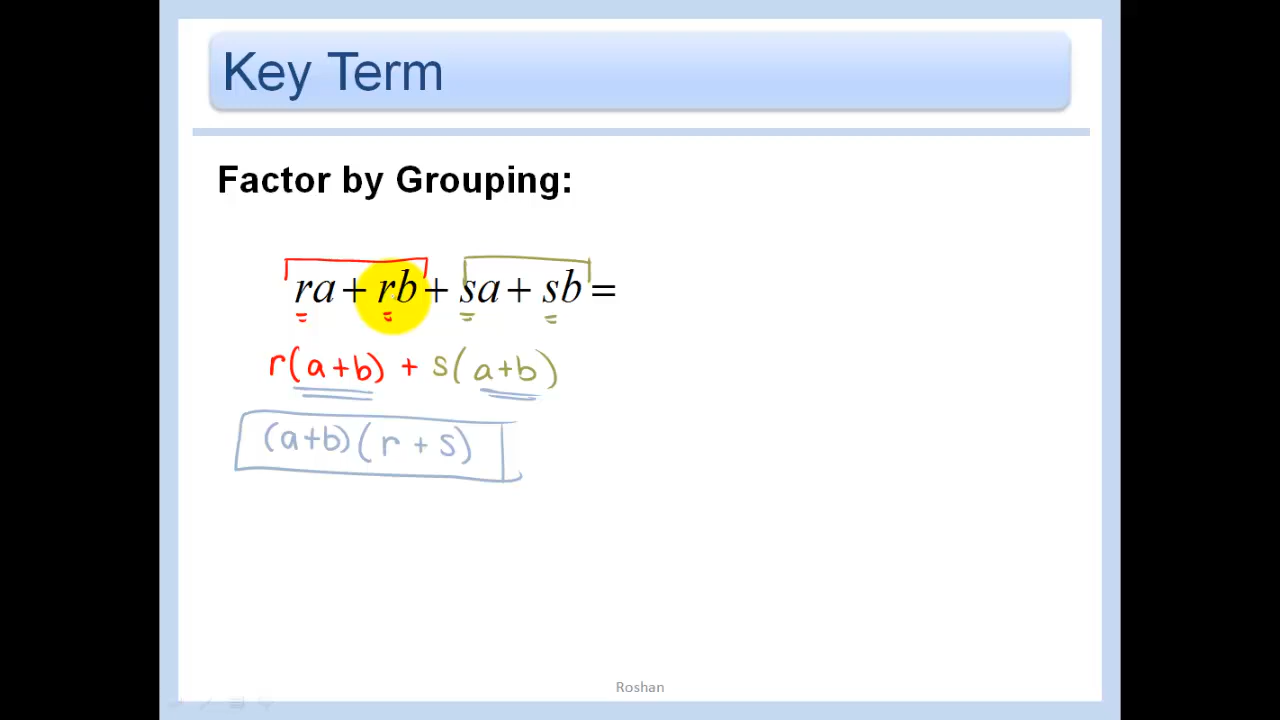 Key Term
Factor by Grouping:
ra + rb + sa + sb =
r(a+b) + s(a+b)
(a+b)(r + s)
Roshan